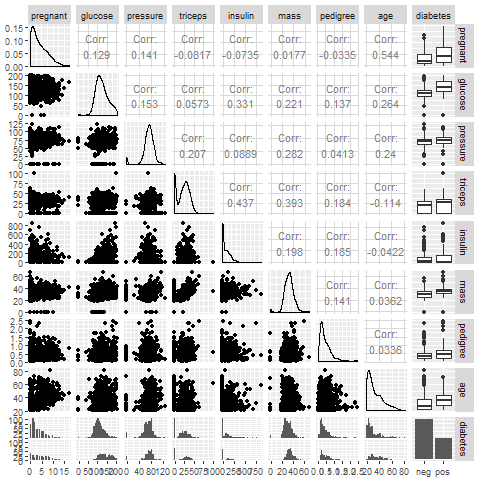 pregnant glucose pressure triceps insulin mass pedigree age diabetes
0.15
0.10
0.05
0.00
Corr:
0.129
Corr:
0.141
Corr:
-0.0817
Corr:
-0.0735
Corr:
0.0177
Corr:
-0.0335
Corr:
0.544
pregnant
200
150
100
50
0
Corr:
0.153
Corr:
0.0573
Corr:
0.331
Corr:
0.221
Corr:
0.137
Corr:
0.264
glucose
125
100
75
50
25
0
Corr:
0.207
Corr:
0.0889
Corr:
0.282
Corr:
0.0413
Corr:
0.24
pressure
100
75
50
25
0
Corr:
0.437
Corr:
0.393
Corr:
0.184
Corr:
-0.114
triceps
800
600
400
200
0
Corr:
0.198
Corr:
0.185
Corr:
-0.0422
insulin
60
40
20
0
Corr:
0.141
Corr:
0.0362
mass
2.5
2.0
1.5
1.0
0.5
0.0
Corr:
0.0336
pedigree
80
60
40
20
age
diabetes
0 5 10 15
0 40 80 120
0 20 40 60
20 40 60 80
neg pos